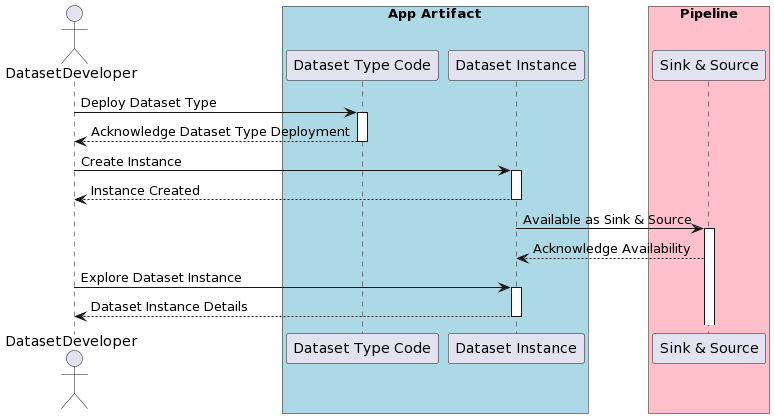 App Artifact
Pipeline
DatasetDeveloper
Dataset Type Code
Dataset Instance
Sink & Source
Deploy Dataset Type
Acknowledge Dataset Type Deployment
Create Instance
Instance Created
Available as Sink & Source
Acknowledge Availability
Explore Dataset Instance
Dataset Instance Details
DatasetDeveloper
Dataset Type Code
Dataset Instance
Sink & Source